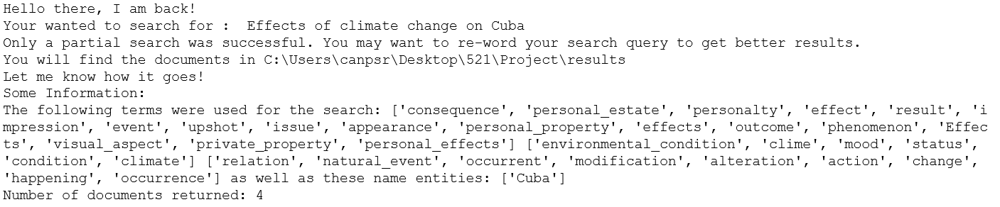 Hello there, I am back!
Your wanted to search for :  Effects of climate change on Cuba
Only a partial search was successful. You may want to re-word your search query to get better results.
You will find the documents in C:\Users\canpsr\Desktop\521\Project\results
Let me know how it goes!
Some Information:
The following terms were used for the search: ['consequence', 'personal_estate', 'personalty', 'effect', 'result', 'i
mpression', 'event', 'upshot', 'issue', 'appearance', 'personal_property', 'effects', 'outcome', 'phenomenon', 'Effec
ts', 'visual_aspect', 'private_property', 'personal_effects'] ['environmental_condition', 'clime', 'mood', 'status',
'condition', 'climate'] ['relation', 'natural_event', 'occurrent', 'modification', 'alteration', 'action', 'change',
'happening', 'occurrence'] as well as these name entities: ['Cuba']
Number of documents returned: 4